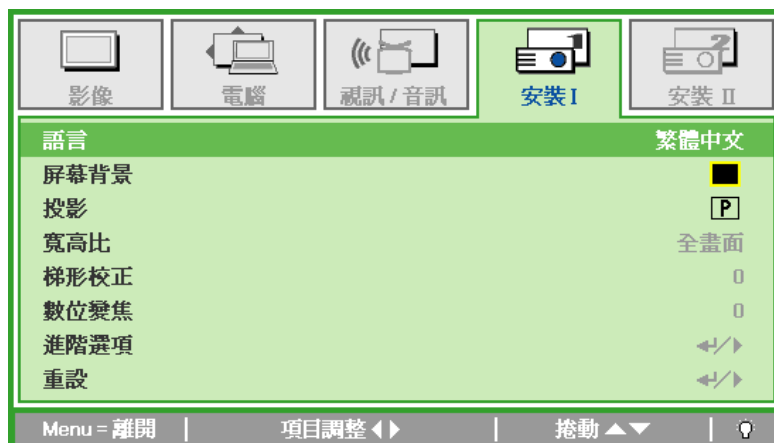 影像
電腦
視訊 / 音訊
1
安裝 I
2
安裝 II
語言 繁體中文
屏幕背景
投影 P
寬高比 全畫面
梯形校正 0
數位變焦 0
進階選項
重設
Menu = 離開 項目調整 捲動